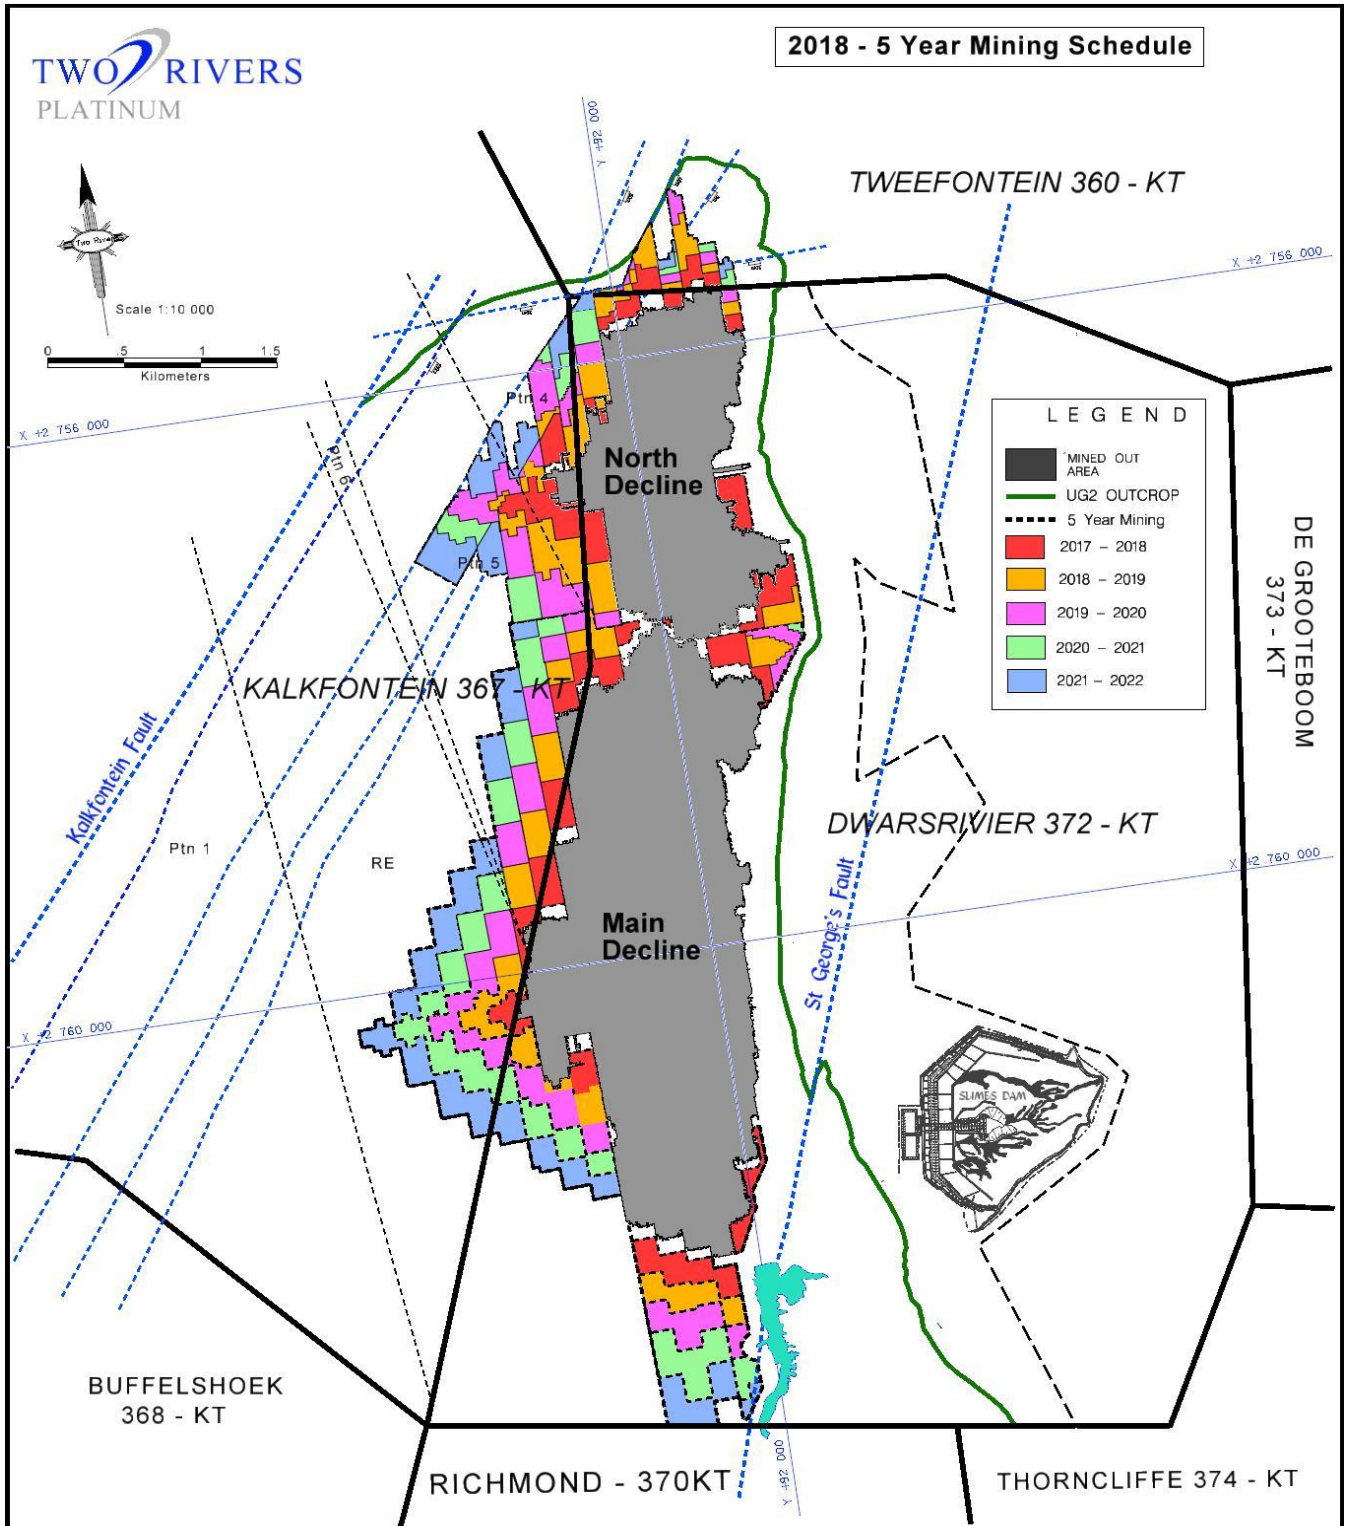 2018 - 5 Year Mining Schedule
TWO RIVERS
PLATINUM
Y +92 000
TWEEFONTEIN 360 - KT
X +2 756 000
Two Rivers
Scale 1:10 000
0 .5 1 1.5
Kilometers
Ptn 4
X +2 756 000
LEGEND
MINED OUT
AREA
UG2 OUTCROP
5 Year Mining
2017 - 2018
2018 - 2019
2019 - 2020
2020 - 2021
2021 - 2022
North
Decline
Ptn 6
DE GROOTEBOOM
373 - KT
Ptn 5
KALKFONTEIN 367 - KT
Kalkfontein Fault
DWARSRIVIER 372 - KT
Ptn 1
RE
X +2 760 000
Main
Decline
St George's Fault
X +2 760 000
SLIMES DAM
BUFFELSHOEK
368 - KT
RICHMOND - 370KT
Y +92 000
THORNCLIFFE 374 - KT